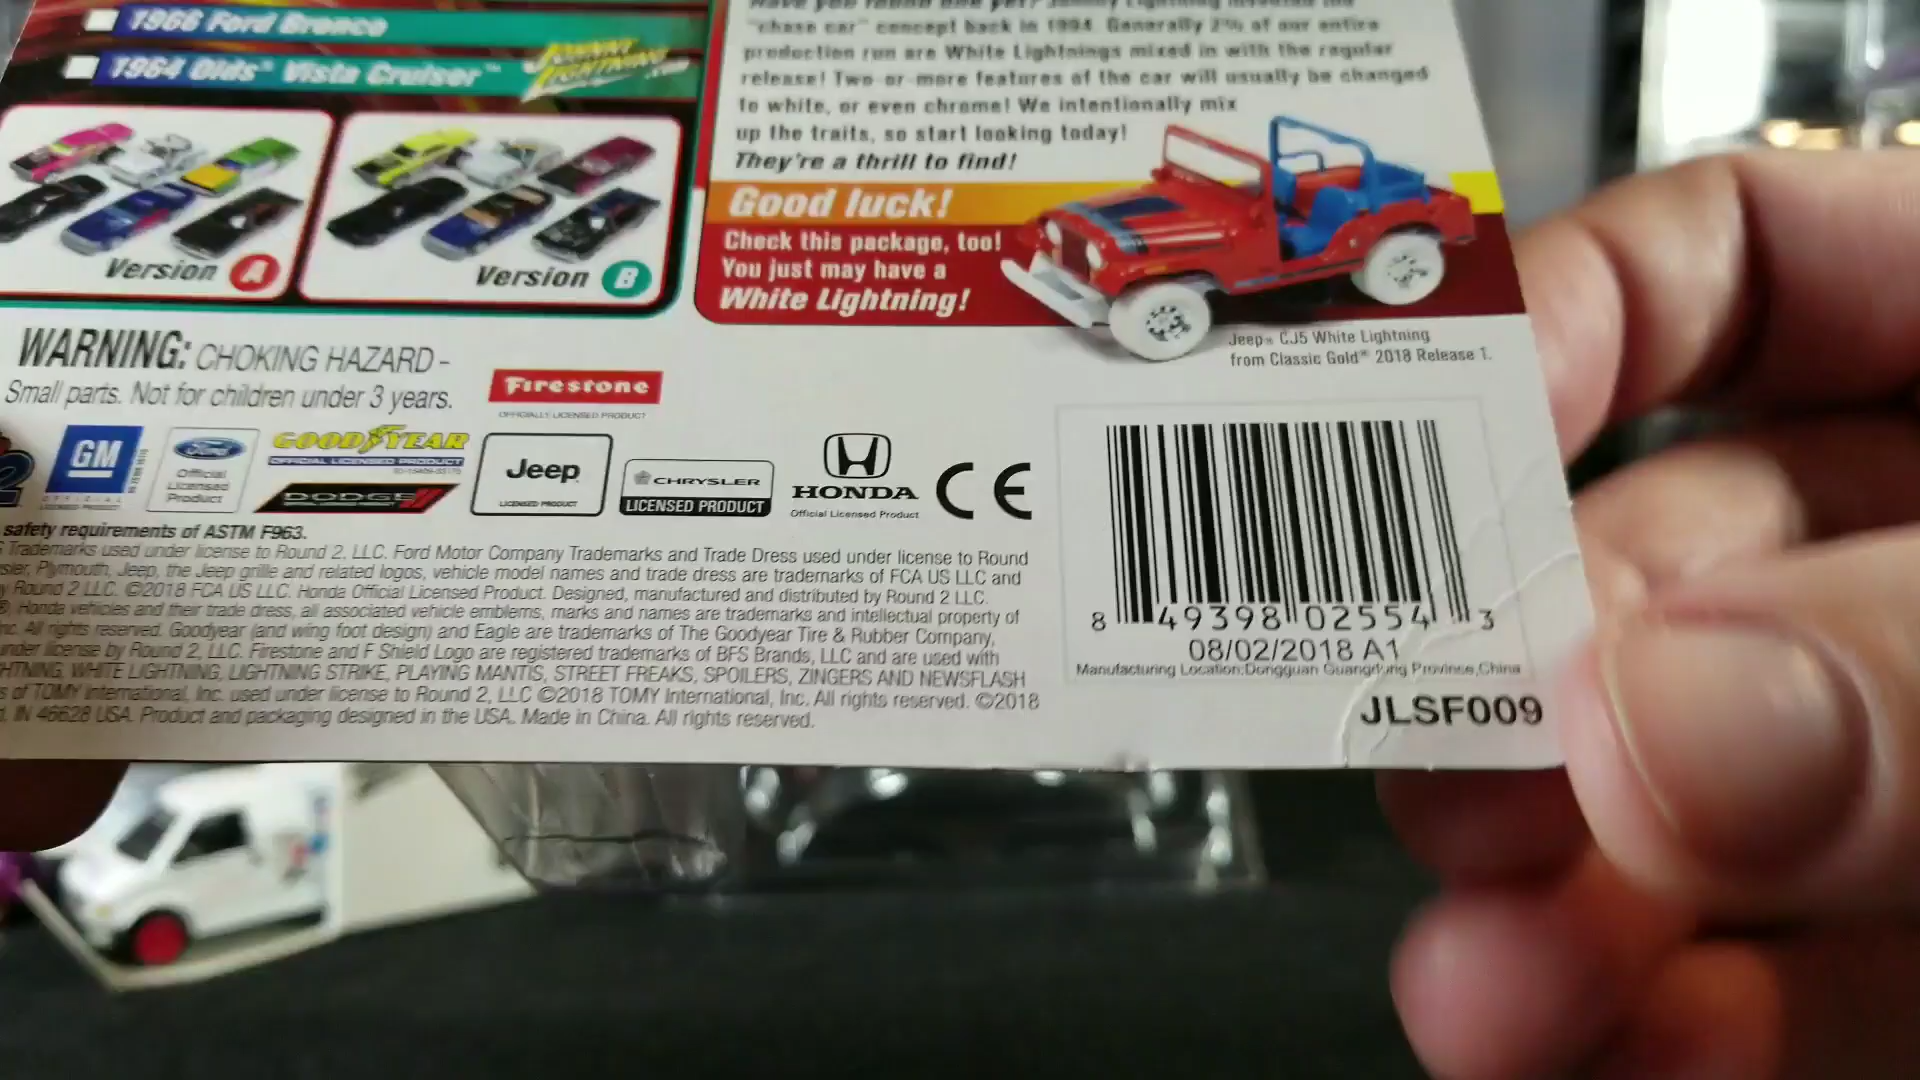 1966 Ford Bronco
1964 Olds® Vista Cruiser™
JOHNNY
LIGHTNING
.com
Version A
Version B
"chase car" concept back in 1994. Generally 2% of our entire
production run are White Lightnings mixed in with the regular
release! Two or more features of the car will usually be changed
to white, or even chrome! We intentionally mix
up the traits, so start looking today!
They're a thrill to find!
Good luck!
Check this package, too!
You just may have a
White Lightning!
Jeep® CJ5 White Lightning
from Classic Gold® 2018 Release 1.
WARNING: CHOKING HAZARD -
Small parts. Not for children under 3 years.
Firestone
OFFICIALLY LICENSED PRODUCT
2
GM
OFFICIAL
LICENSED PRODUCT
Ford
Official
Licensed
Product
GOODYEAR
OFFICIAL LICENSED PRODUCT
DODGE
Jeep
LICENSED PRODUCT
CHRYSLER
LICENSED PRODUCT
HONDA
Official Licensed Product
CE
safety requirements of ASTM F963.
Trademarks used under license to Round 2, LLC. Ford Motor Company Trademarks and Trade Dress used under license to Round
sler, Plymouth, Jeep, the Jeep grille and related logos, vehicle model names and trade dress are trademarks of FCA US LLC and
y Round 2 LLC. ©2018 FCA US LLC. Honda Official Licensed Product. Designed, manufactured and distributed by Round 2 LLC.
Honda vehicles and their trade dress, all associated vehicle emblems, marks and names are trademarks and intellectual property of
nc. All rights reserved. Goodyear (and wing foot design) and Eagle are trademarks of The Goodyear Tire & Rubber Company,
under license by Round 2, LLC. Firestone and F Shield Logo are registered trademarks of BFS Brands, LLC and are used with
HTNING, WHITE LIGHTNING, LIGHTNING STRIKE, PLAYING MANTIS, STREET FREAKS, SPOILERS, ZINGERS AND NEWSFLASH
s of TOMY International, Inc. used under license to Round 2, LLC ©2018 TOMY International, Inc. All rights reserved. ©2018
d, IN 46628 USA. Product and packaging designed in the USA. Made in China. All rights reserved.
8 49398 02554 3
08/02/2018 A1
Manufacturing Location:Dongguan Guangdung Province,China
JLSF009